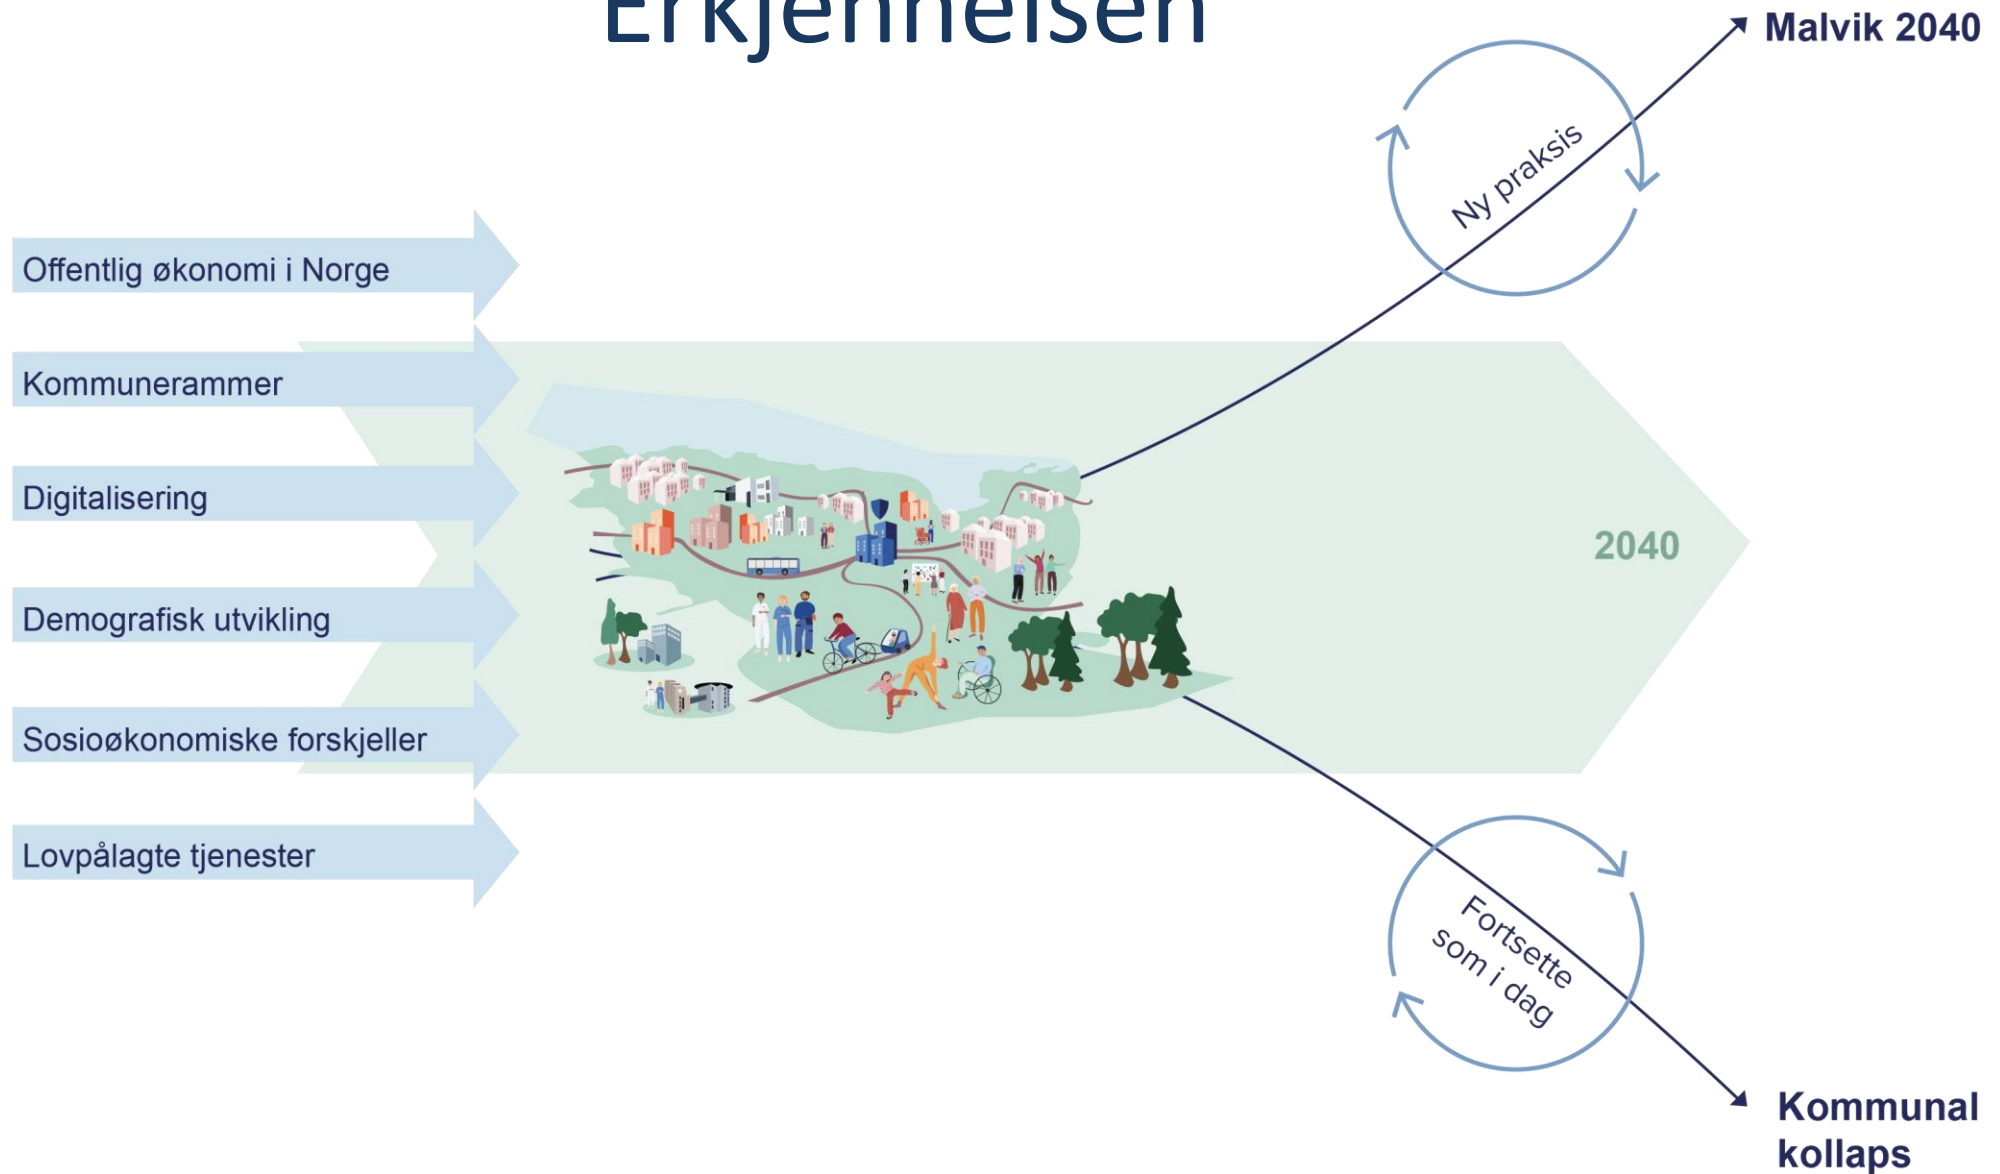 Erkjennelsen
Malvik 2040
Ny praksis
Offentlig økonomi i Norge
Kommunerammer
Digitalisering
2040
Demografisk utvikling
Sosioøkonomiske forskjeller
Lovpålagte tjenester
Fortsette
som i dag
Kommunal
kollaps